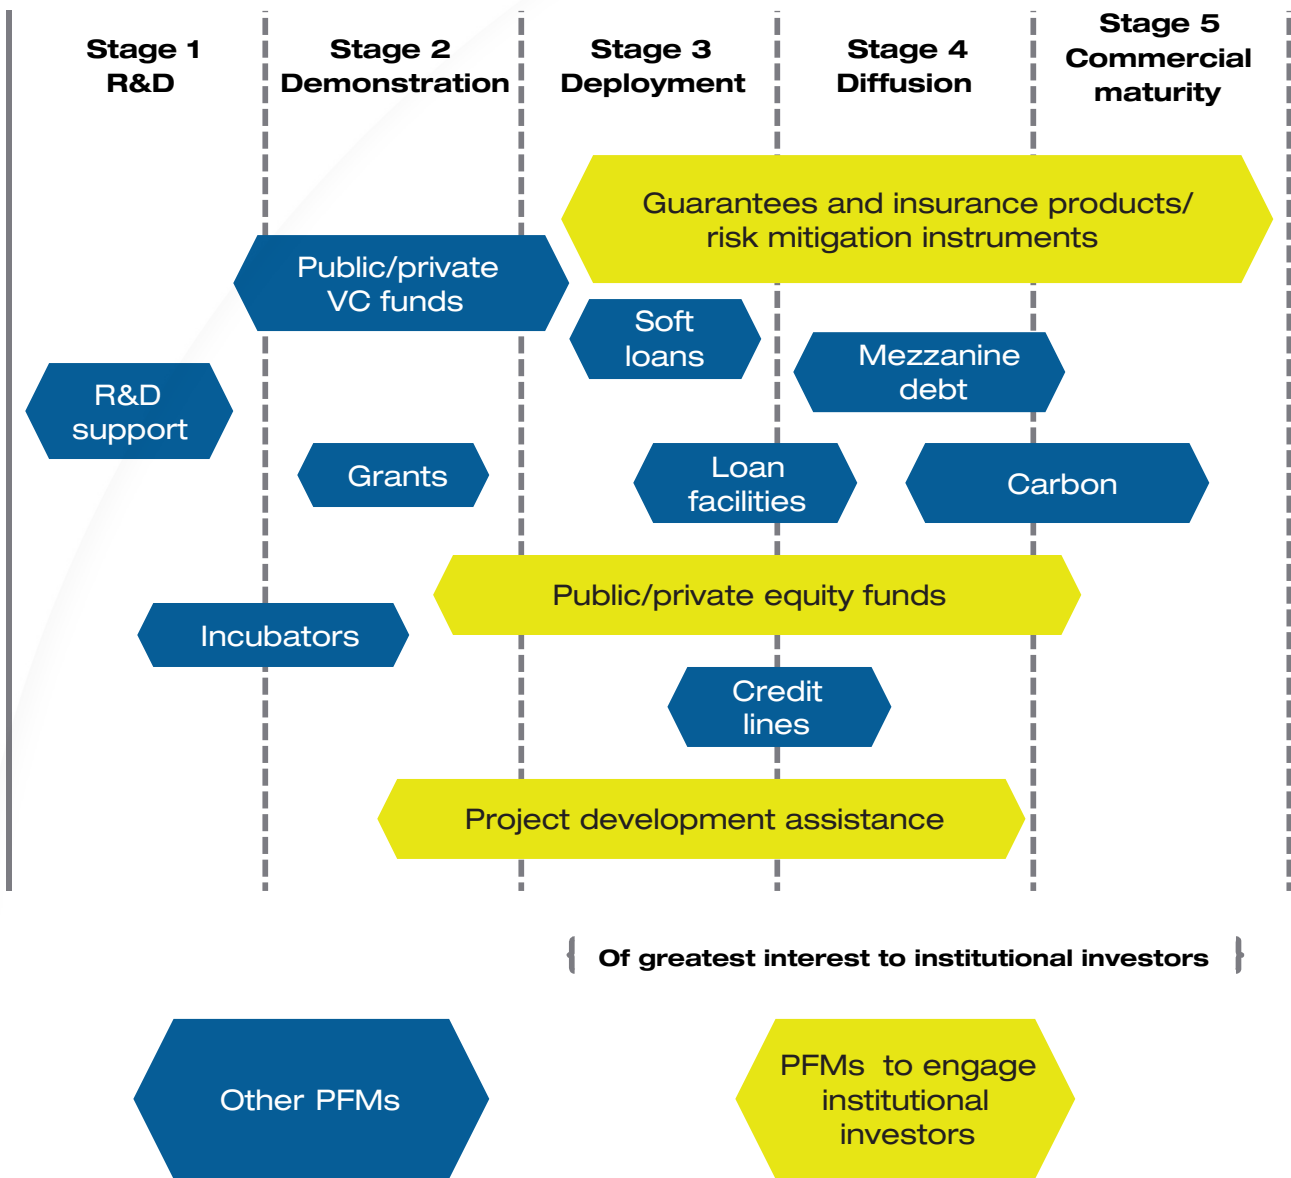 Stage 1
R&D
Stage 2
Demonstration
Stage 3
Deployment
Stage 4
Diffusion
Stage 5
Commercial
maturity
Guarantees and insurance products/
risk mitigation instruments
Public/private
VC funds
Soft
loans
Mezzanine
debt
R&D
support
Grants
Loan
facilities
Carbon
Public/private equity funds
Incubators
Credit
lines
Project development assistance
Of greatest interest to institutional investors
Other PFMs
PFMs to engage
institutional
investors